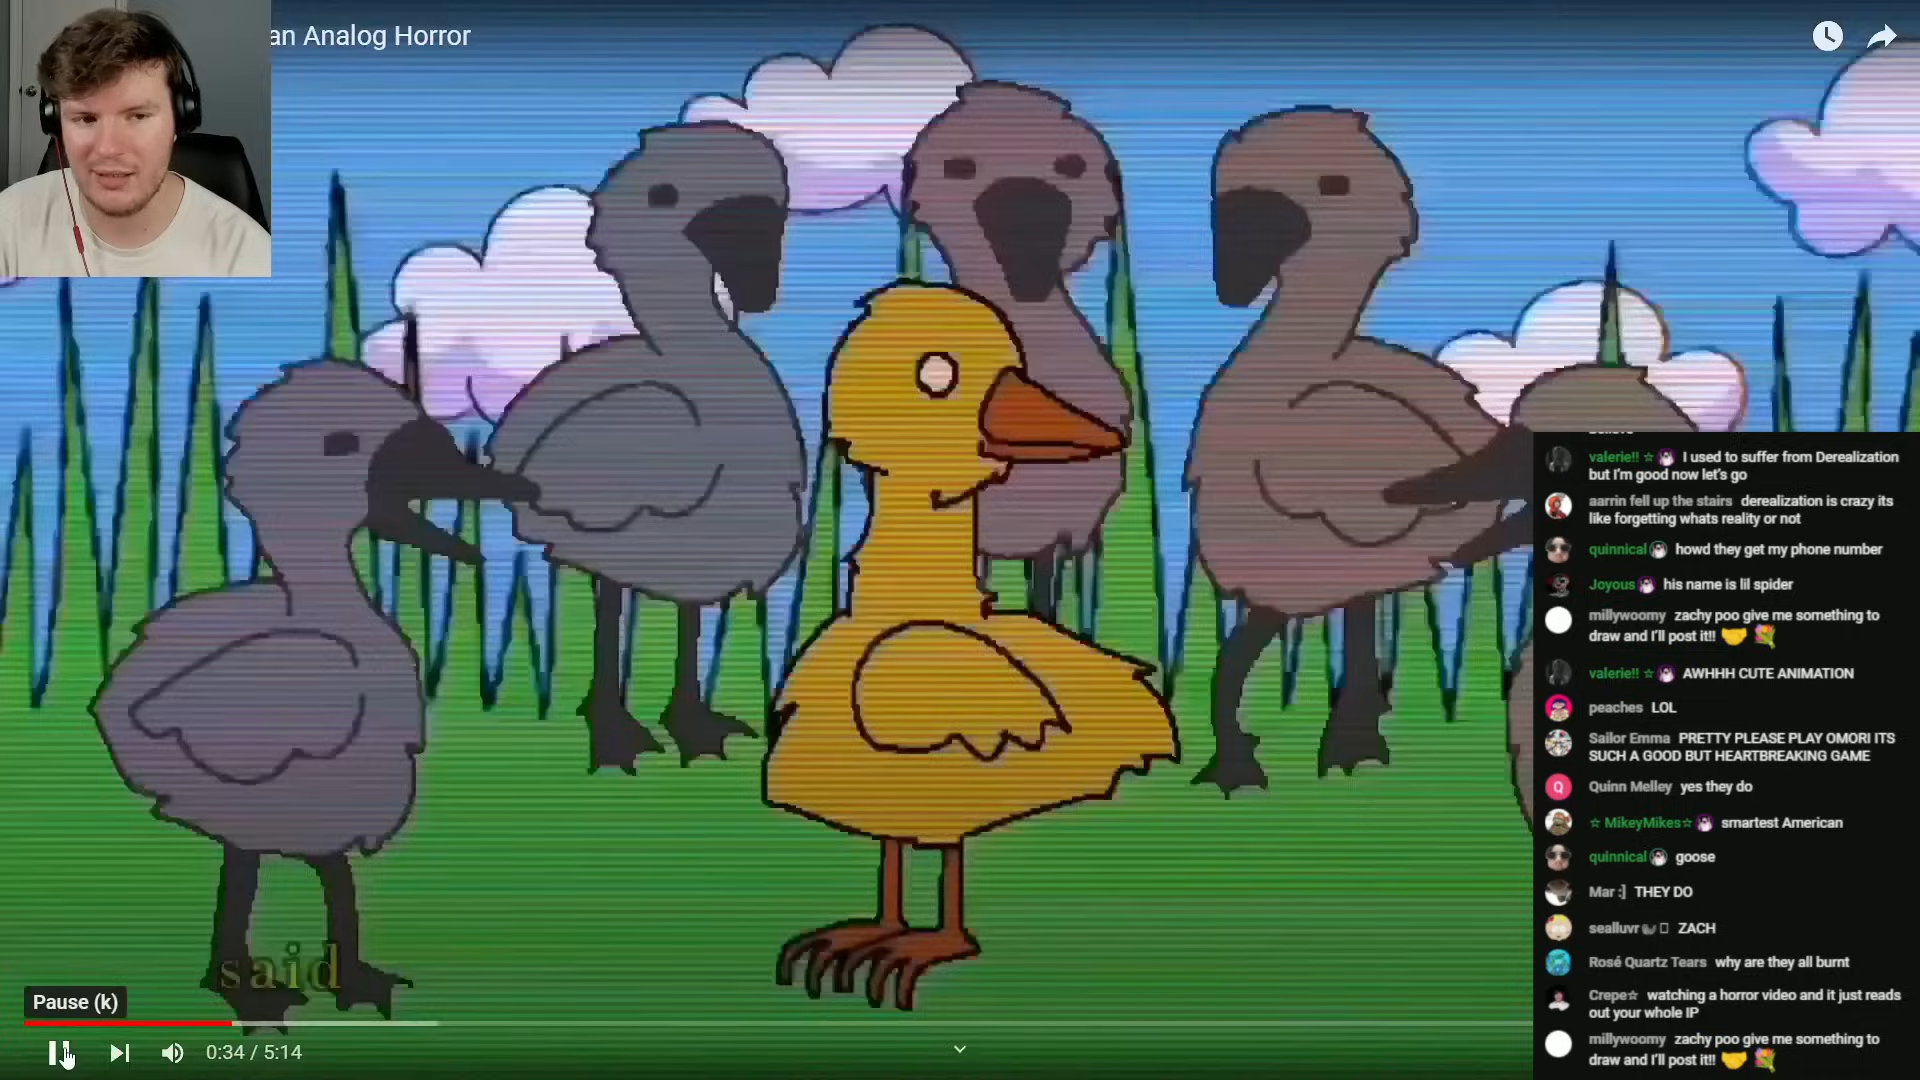 an Analog Horror
valerie!! ☆ I used to suffer from Derealization
but I'm good now let's go
aarrin fell up the stairs derealization is crazy its
like forgetting whats reality or not
quinnical howd they get my phone number
Joyous his name is lil spider
millywoomy zachy poo give me something to
draw and I'll post it!! 🤝 💐
valerie!! ☆ AWHHH CUTE ANIMATION
peaches LOL
Sailor Emma PRETTY PLEASE PLAY OMORI ITS
SUCH A GOOD BUT HEARTBREAKING GAME
Q Quinn Melley yes they do
☆ MikeyMikes☆ smartest American
quinnical goose
Mar :] THEY DO
sealluvr ZACH
Rosé Quartz Tears why are they all burnt
Crepe☆ watching a horror video and it just reads
out your whole IP
millywoomy zachy poo give me something to
draw and I'll post it!! 🤝 💐
said
Pause (k)
0:34 / 5:14